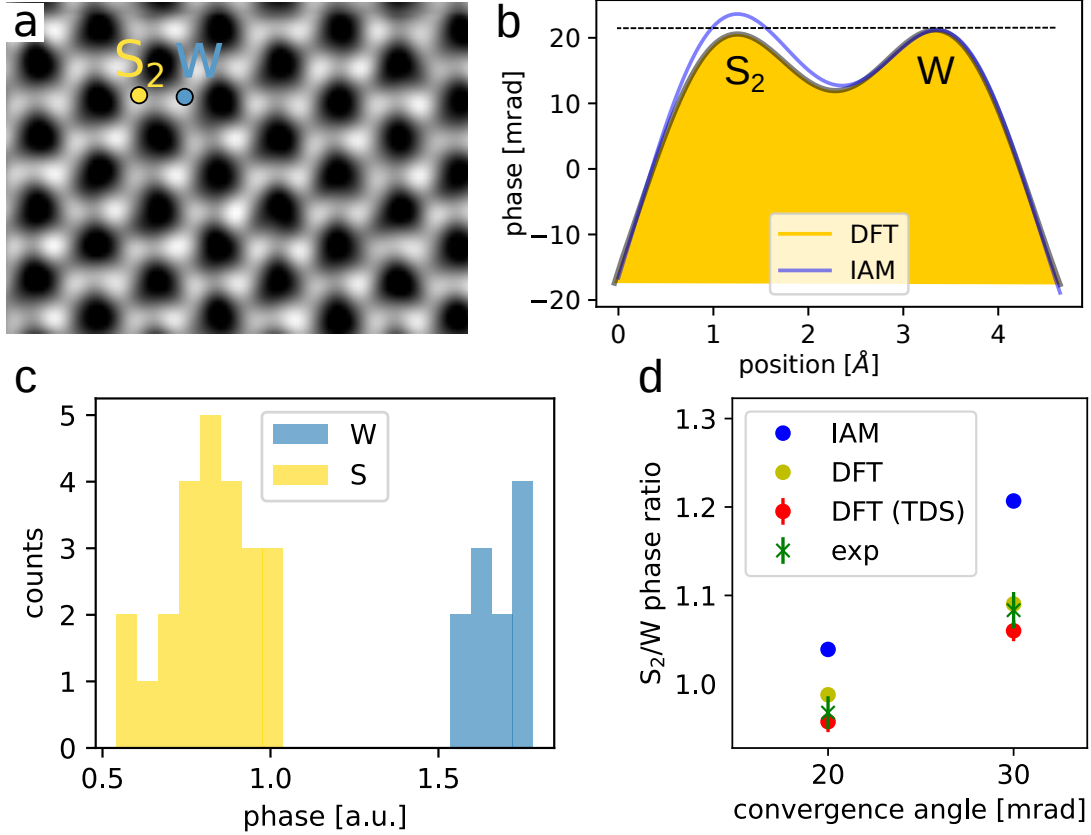 a
S₂ W
b
phase [mrad]
20
10
0
−10
−20
S₂
W
DFT
IAM
0 1 2 3 4
position [Å]
c
counts
5
4
3
2
1
0
W
S
0.5 1.0 1.5
phase [a.u.]
d
S₂/W phase ratio
1.3
1.2
1.1
1.0
IAM
DFT
DFT (TDS)
exp
20 30
convergence angle [mrad]